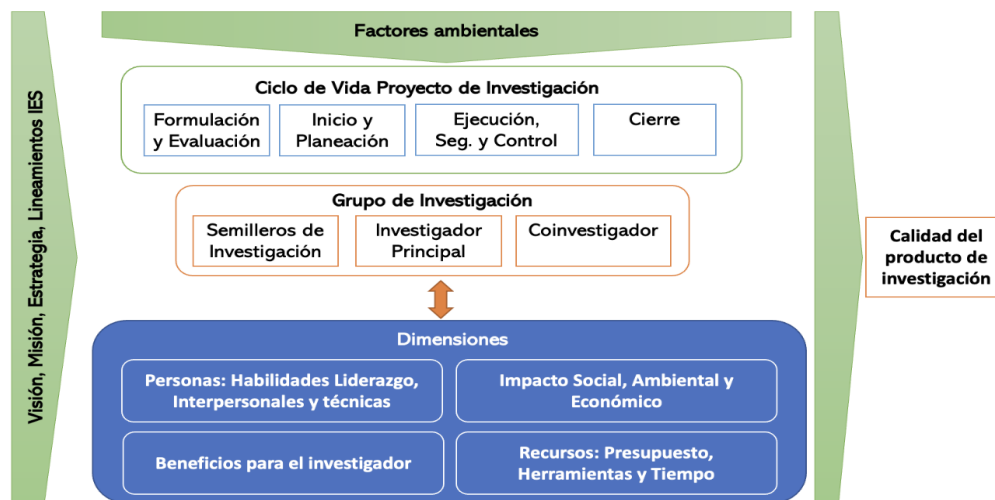 Factores ambientales
Visión, Misión, Estrategia, Lineamientos IES
Ciclo de Vida Proyecto de Investigación
Formulación
y Evaluación
Inicio y
Planeación
Ejecución,
Seg. y Control
Cierre
Grupo de Investigación
Semilleros de
Investigación
Investigador
Principal
Coinvestigador
Dimensiones
Personas: Habilidades Liderazgo,
Interpersonales y técnicas
Impacto Social, Ambiental y
Económico
Beneficios para el investigador
Recursos: Presupuesto,
Herramientas y Tiempo
Calidad del
producto de
investigación